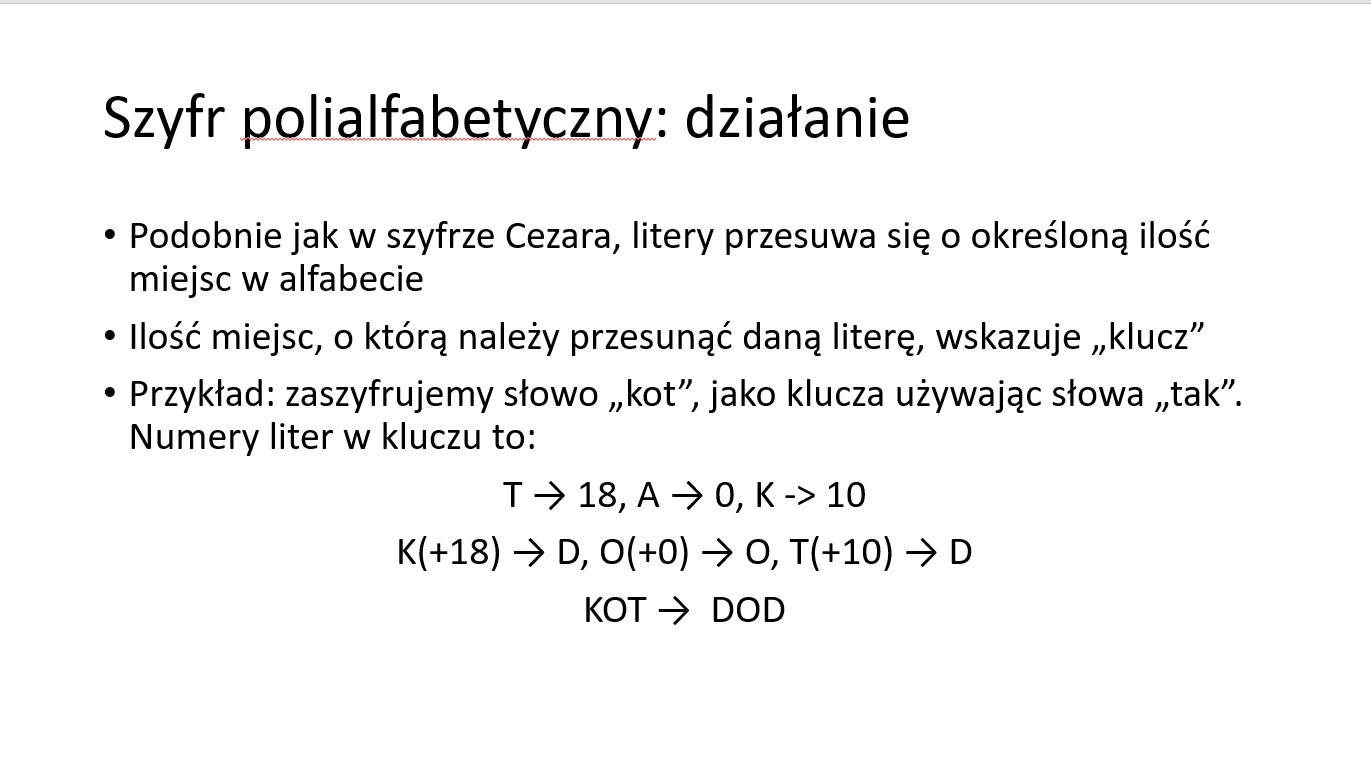 Szyfr polialfabetyczny: działanie
• Podobnie jak w szyfrze Cezara, litery przesuwa się o określoną ilość
miejsc w alfabecie
• Ilość miejsc, o którą należy przesunąć daną literę, wskazuje „klucz”
• Przykład: zaszyfrujemy słowo „kot”, jako klucza używając słowa „tak”.
Numery liter w kluczu to:
T → 18, A → 0, K -> 10
K(+18) → D, O(+0) → O, T(+10) → D
KOT → DOD